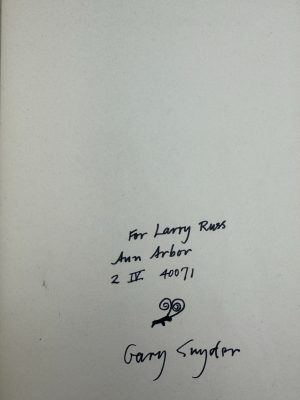 For Larry Russ
Ann Arbor
2 IV 40071
Gary Snyder